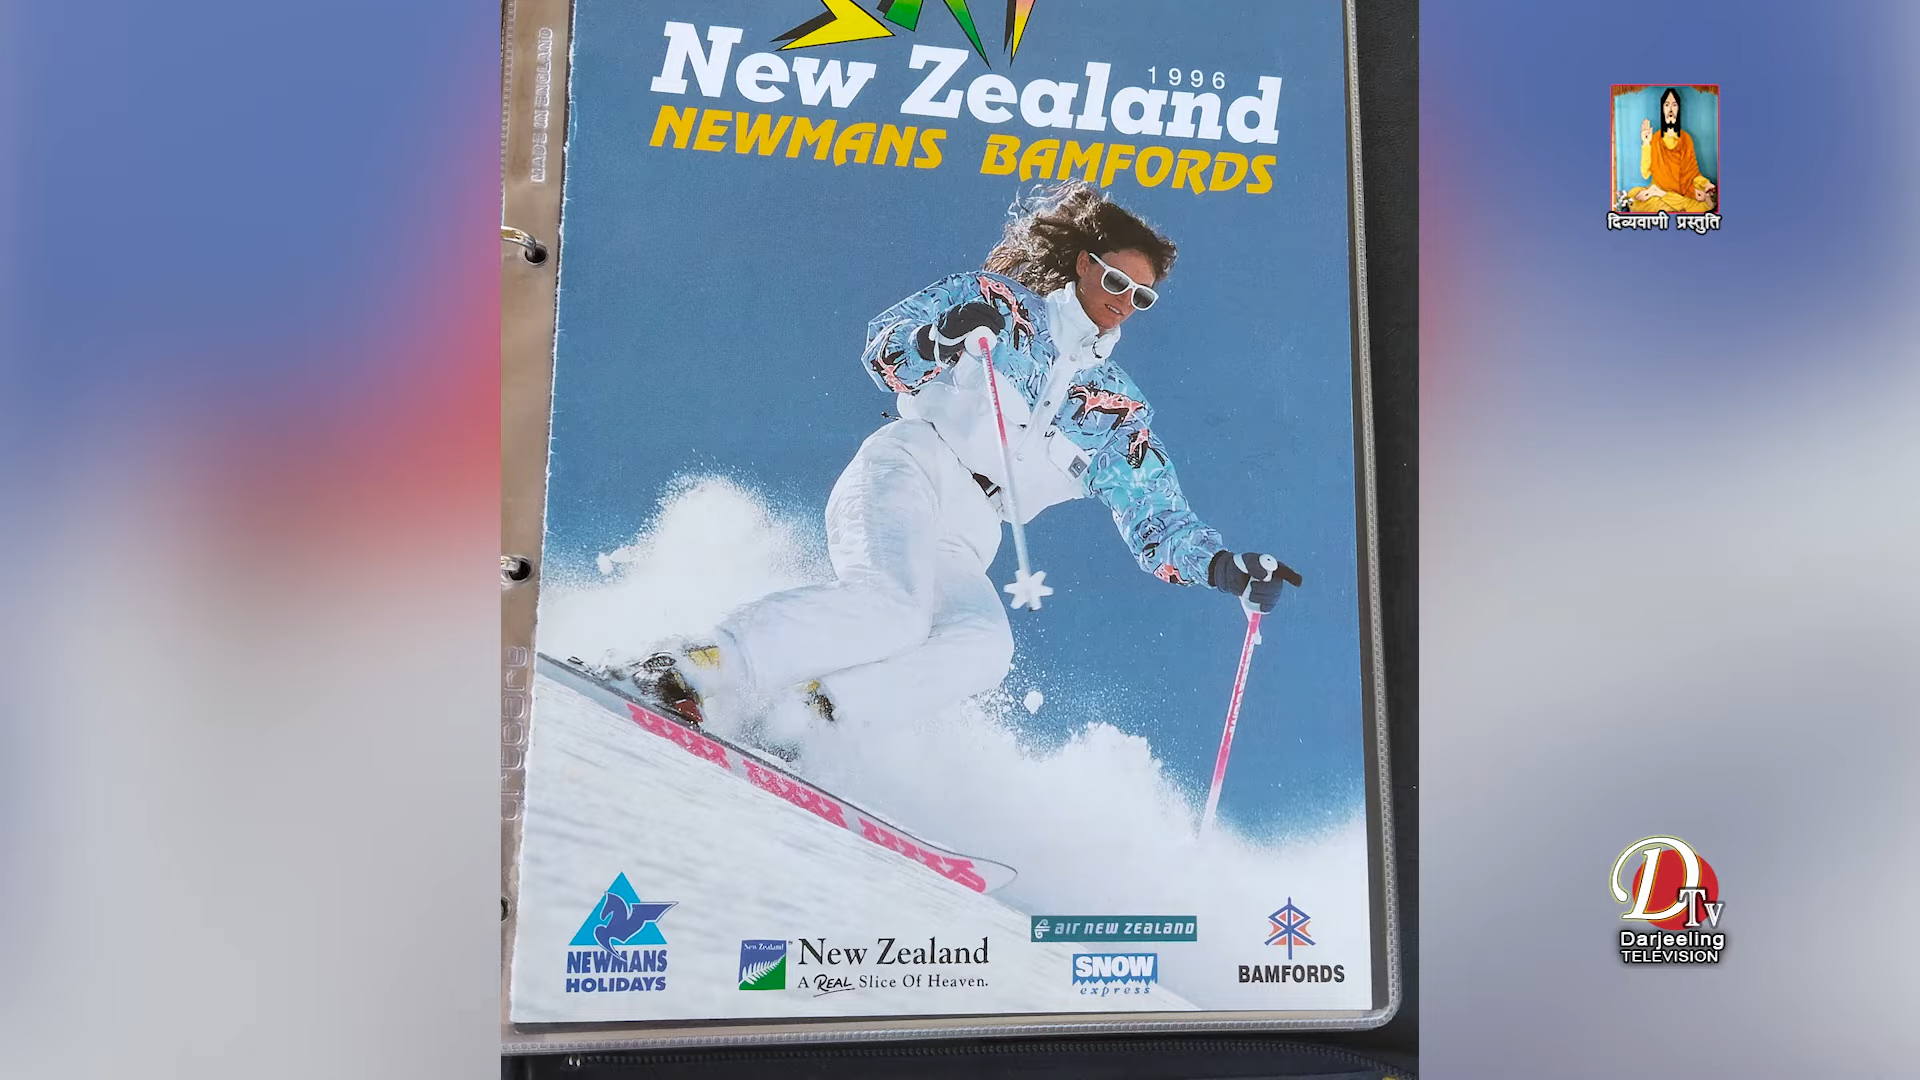 MADE IN ENGLAND
New Zealand
1996
NEWMANS BAMFORDS
NEWMANS
HOLIDAYS
New Zealand
New Zealand
A REAL Slice Of Heaven.
AIR NEW ZEALAND
SNOW
express
BAMFORDS
दिव्यवाणी प्रस्तुति
DTv
Darjeeling
TELEVISION